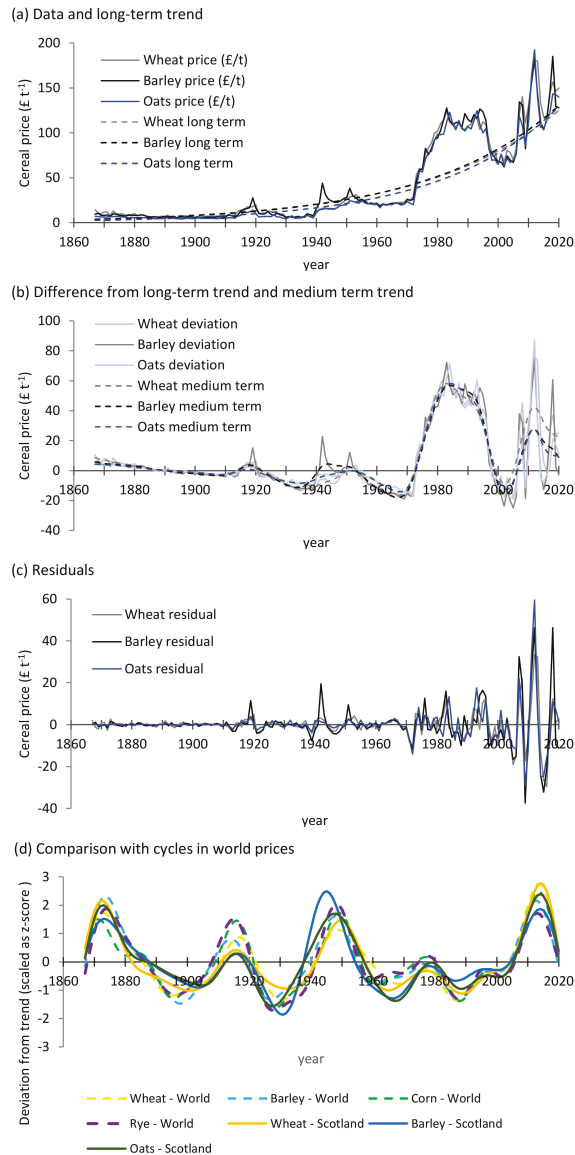 (a) Data and long-term trend
200
150
100
50
0
Cereal price (£ t-1)
Wheat price (£/t)
Barley price (£/t)
Oats price (£/t)
Wheat long term
Barley long term
Oats long term
1860 1880 1900 1920 1940 1960 1980 2000 2020
year
(b) Difference from long-term trend and medium term trend
100
80
60
40
20
0
-20
-40
Cereal price (£ t-1)
Wheat deviation
Barley deviation
Oats deviation
Wheat medium term
Barley medium term
Oats medium term
1860 1880 1900 1920 1940 1960 1980 2000 2020
year
(c) Residuals
60
40
20
0
-20
-40
Cereal price (£ t-1)
Wheat residual
Barley residual
Oats residual
1860 1880 1900 1920 1940 1960 1980 2000 2020
year
(d) Comparison with cycles in world prices
3
2
1
0
-1
-2
-3
Deviation from trend (scaled as z-score )
1860 1880 1900 1920 1940 1960 1980 2000 2020
year
Wheat - World Barley - World Corn - World
Rye - World Wheat - Scotland Barley - Scotland
Oats - Scotland